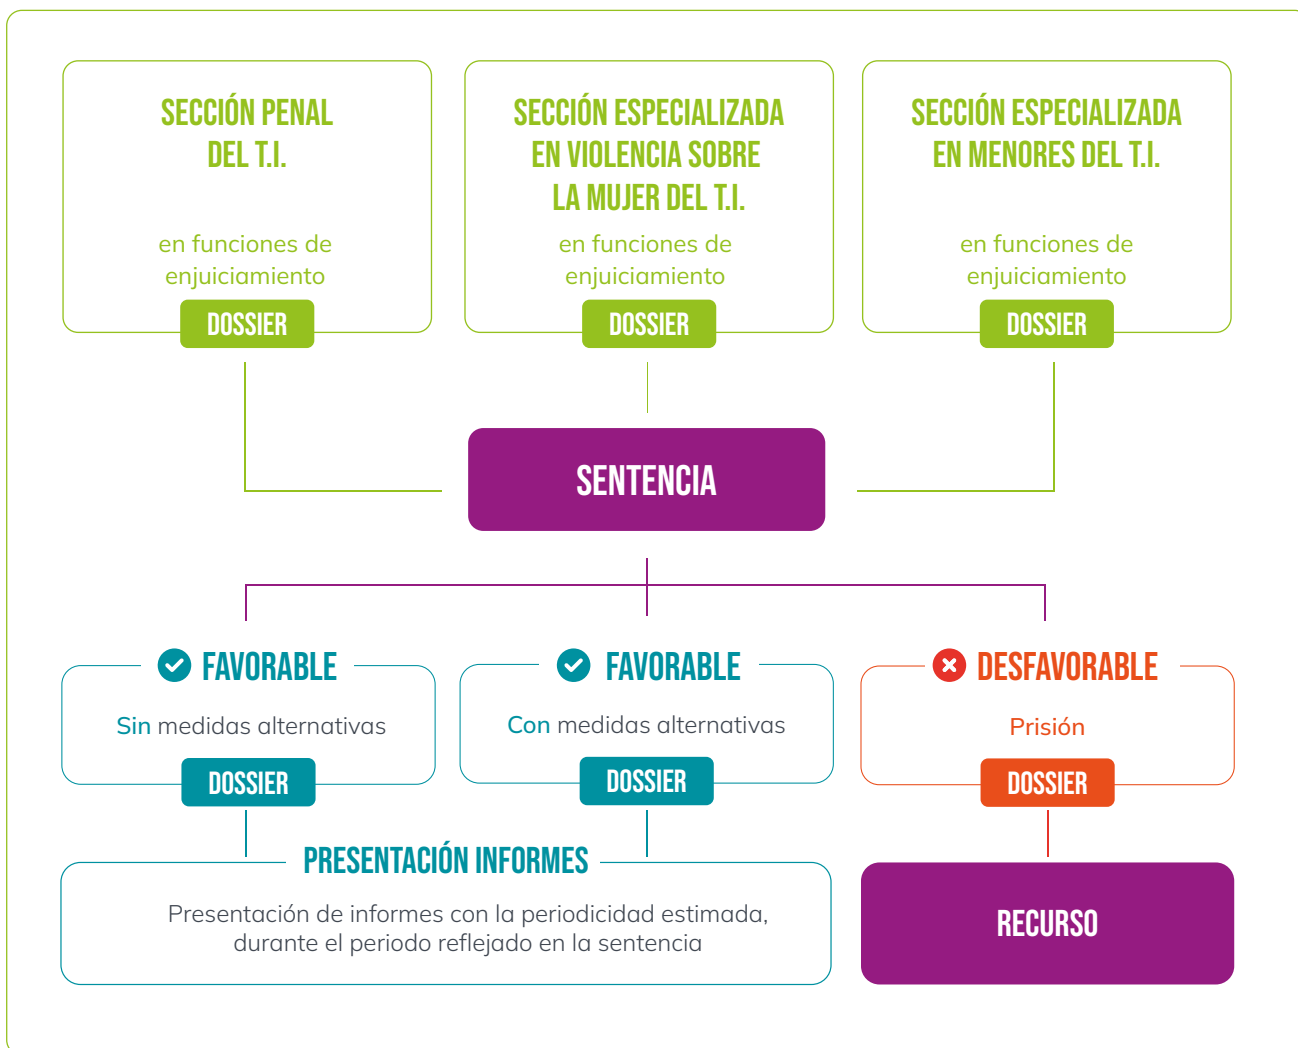 SECCIÓN PENAL
DEL T.I.
en funciones de
enjuiciamiento
DOSSIER
SECCIÓN ESPECIALIZADA
EN VIOLENCIA SOBRE
LA MUJER DEL T.I.
en funciones de
enjuiciamiento
DOSSIER
SECCIÓN ESPECIALIZADA
EN MENORES DEL T.I.
en funciones de
enjuiciamiento
DOSSIER
SENTENCIA
FAVORABLE
Sin medidas alternativas
DOSSIER
FAVORABLE
Con medidas alternativas
DOSSIER
DESFAVORABLE
Prisión
DOSSIER
PRESENTACIÓN INFORMES
Presentación de informes con la periodicidad estimada,
durante el periodo reflejado en la sentencia
RECURSO